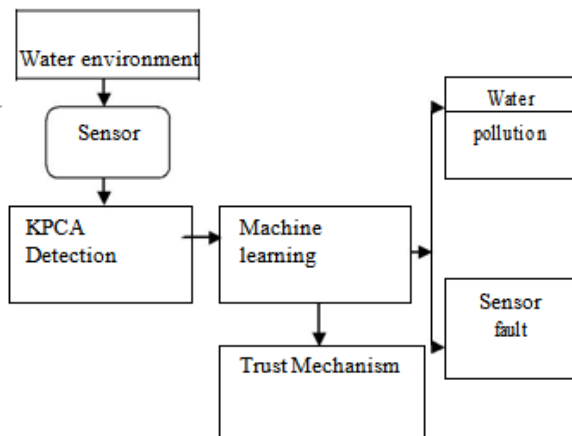 Water environment
Sensor
KPCA
Detection
Machine
learning
Trust Mechanism
Water
pollution
Sensor
fault